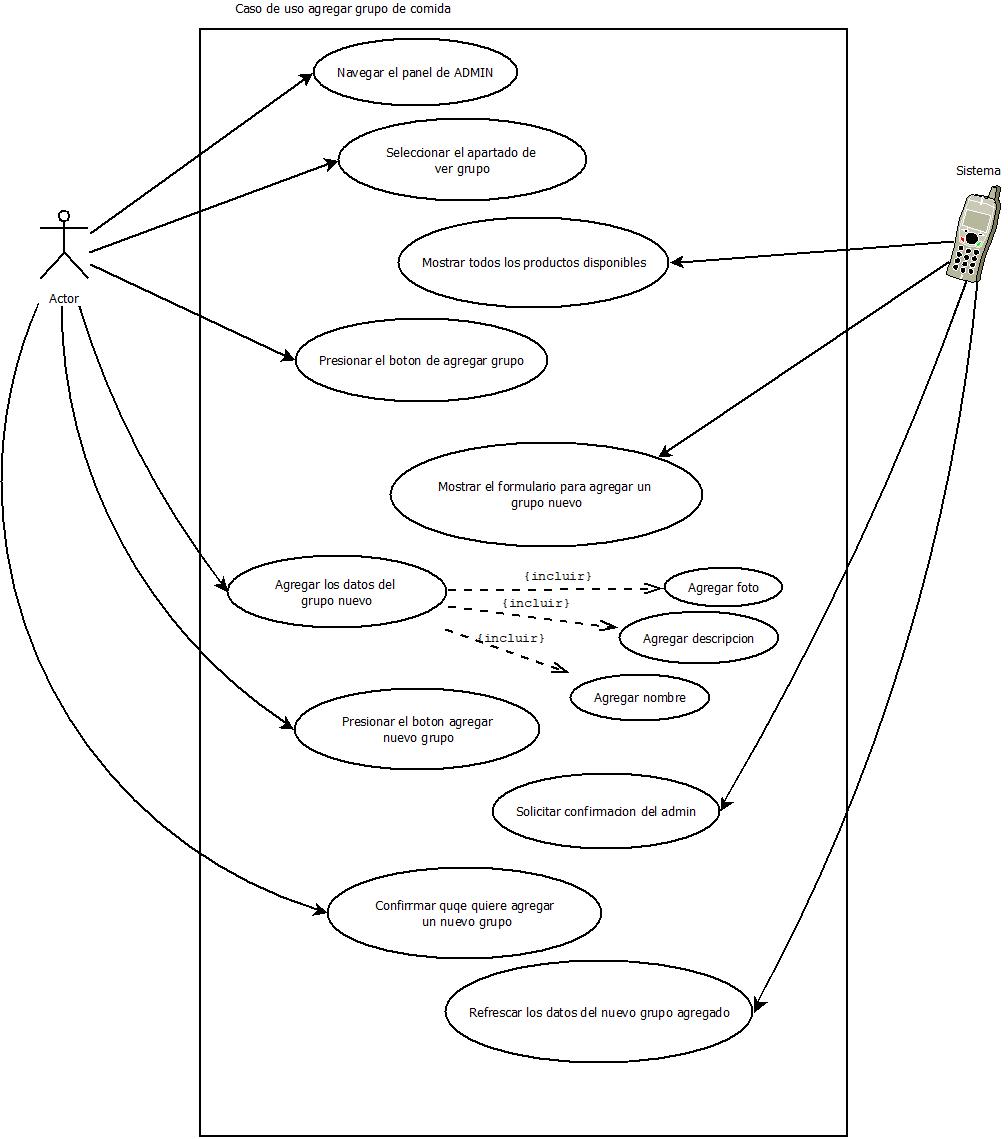 Caso de uso agregar grupo de comida
Navegar el panel de ADMIN
Seleccionar el apartado de
ver grupo
Sistema
Mostrar todos los productos disponibles
Actor
Presionar el boton de agregar grupo
Mostrar el formulario para agregar un
grupo nuevo
Agregar los datos del
grupo nuevo
{incluir}
Agregar foto
{incluir}
Agregar descripcion
{incluir}
Agregar nombre
Presionar el boton agregar
nuevo grupo
Solicitar confirmacion del admin
Confirrmar quqe quiere agregar
un nuevo grupo
Refrescar los datos del nuevo grupo agregado